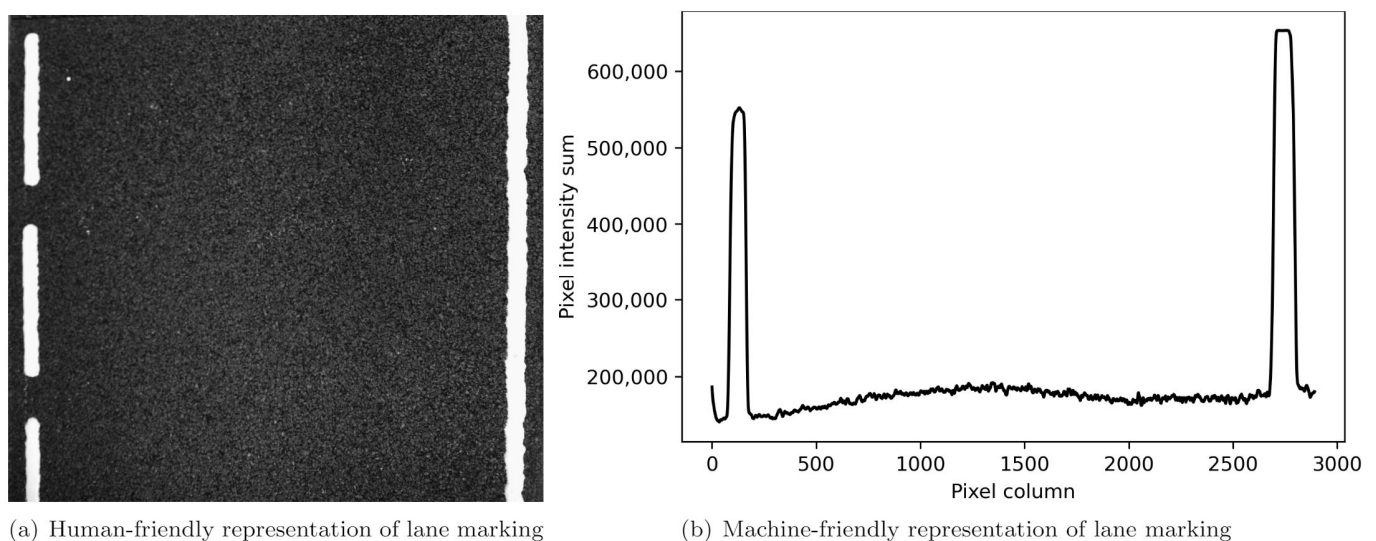 600,000
500,000
400,000
300,000
200,000
Pixel intensity sum
0 500 1000 1500 2000 2500 3000
Pixel column
(a) Human-friendly representation of lane marking
(b) Machine-friendly representation of lane marking